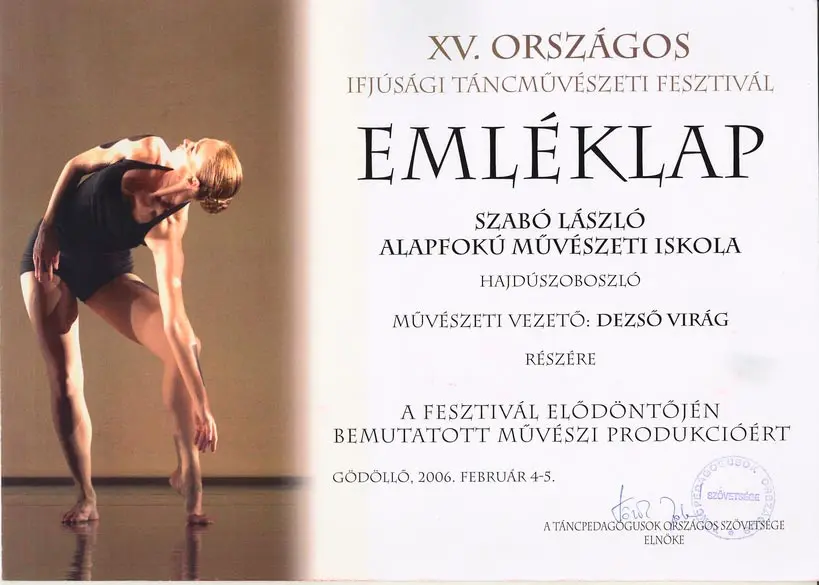 XV. ORSZÁGOS
IFJÚSÁGI TÁNCMŰVÉSZETI FESZTIVÁL
EMLÉKLAP
SZABÓ LÁSZLÓ
ALAPFOKÚ MŰVÉSZETI ISKOLA
HAJDÚSZOBOSZLÓ
MŰVÉSZETI VEZETŐ: DEZSŐ VIRÁG
RÉSZÉRE
A FESZTIVÁL ELŐDÖNTŐJÉN
BEMUTATOTT MŰVÉSZI PRODUKCIÓÉRT
GÖDÖLLŐ, 2006. FEBRUÁR 4-5.
SZÖVETSÉGE
A TÁNCPEDAGÓGUSOK ORSZÁGOS SZÖVETSÉGE
ELNÖKE